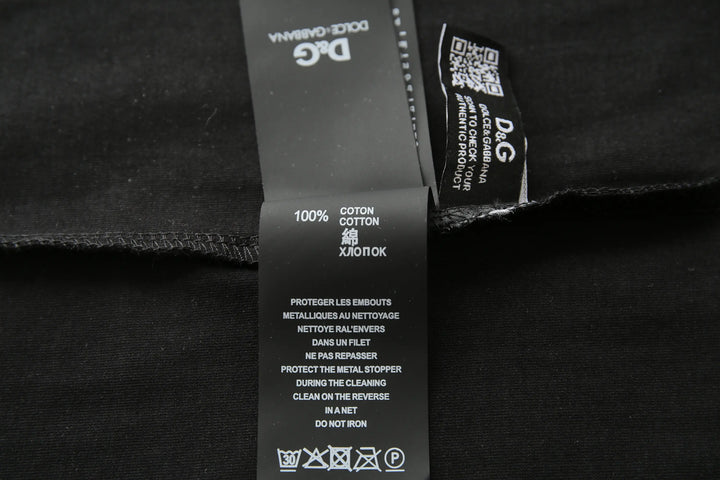 D&G
DOLCE&GABBANA
D&G
DOLCE&GABBANA
SCAN TO CHECK YOUR
AUTHENTIC PRODUCT
100% COTON
COTTON
綿
ХЛОПОК
PROTEGER LES EMBOUTS
METALLIQUES AU NETTOYAGE
NETTOYE RAL'ENVERS
DANS UN FILET
NE PAS REPASSER
PROTECT THE METAL STOPPER
DURING THE CLEANING
CLEAN ON THE REVERSE
IN A NET
DO NOT IRON
30
P